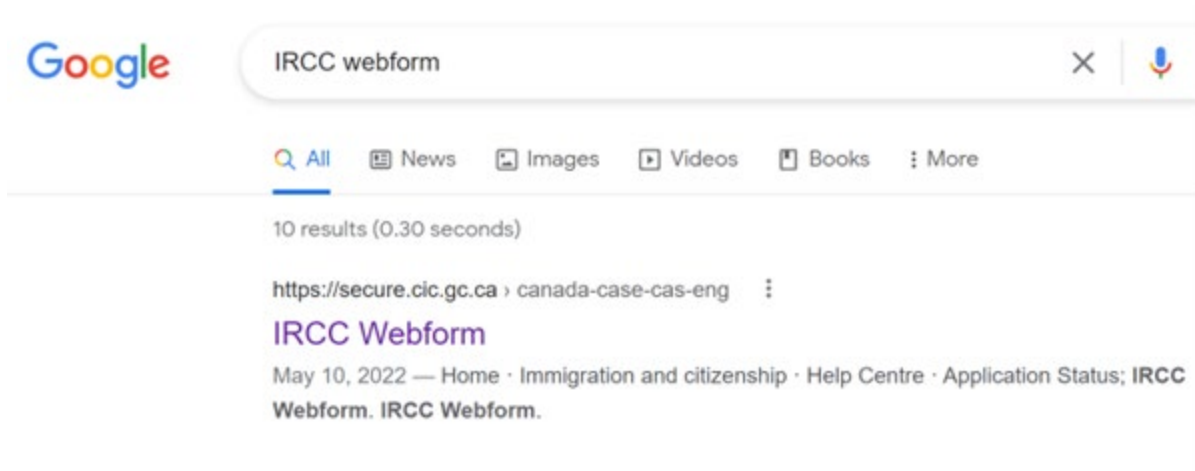 Google
IRCC webform
All News Images Videos Books More
10 results (0.30 seconds)
https://secure.cic.gc.ca › canada-case-cas-eng
IRCC Webform
May 10, 2022 — Home · Immigration and citizenship · Help Centre · Application Status; IRCC
Webform. IRCC Webform.